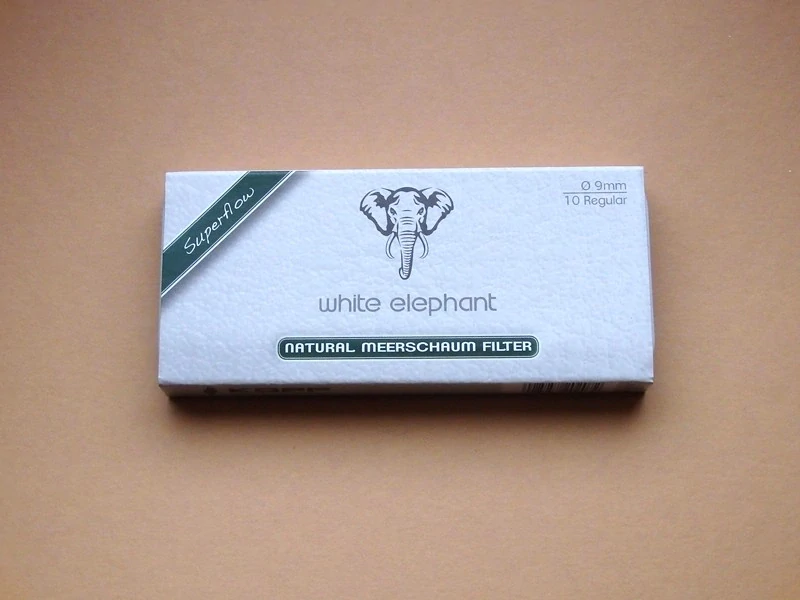 Superflow
Ø 9mm
10 Regular
white elephant
NATURAL MEERSCHAUM FILTER